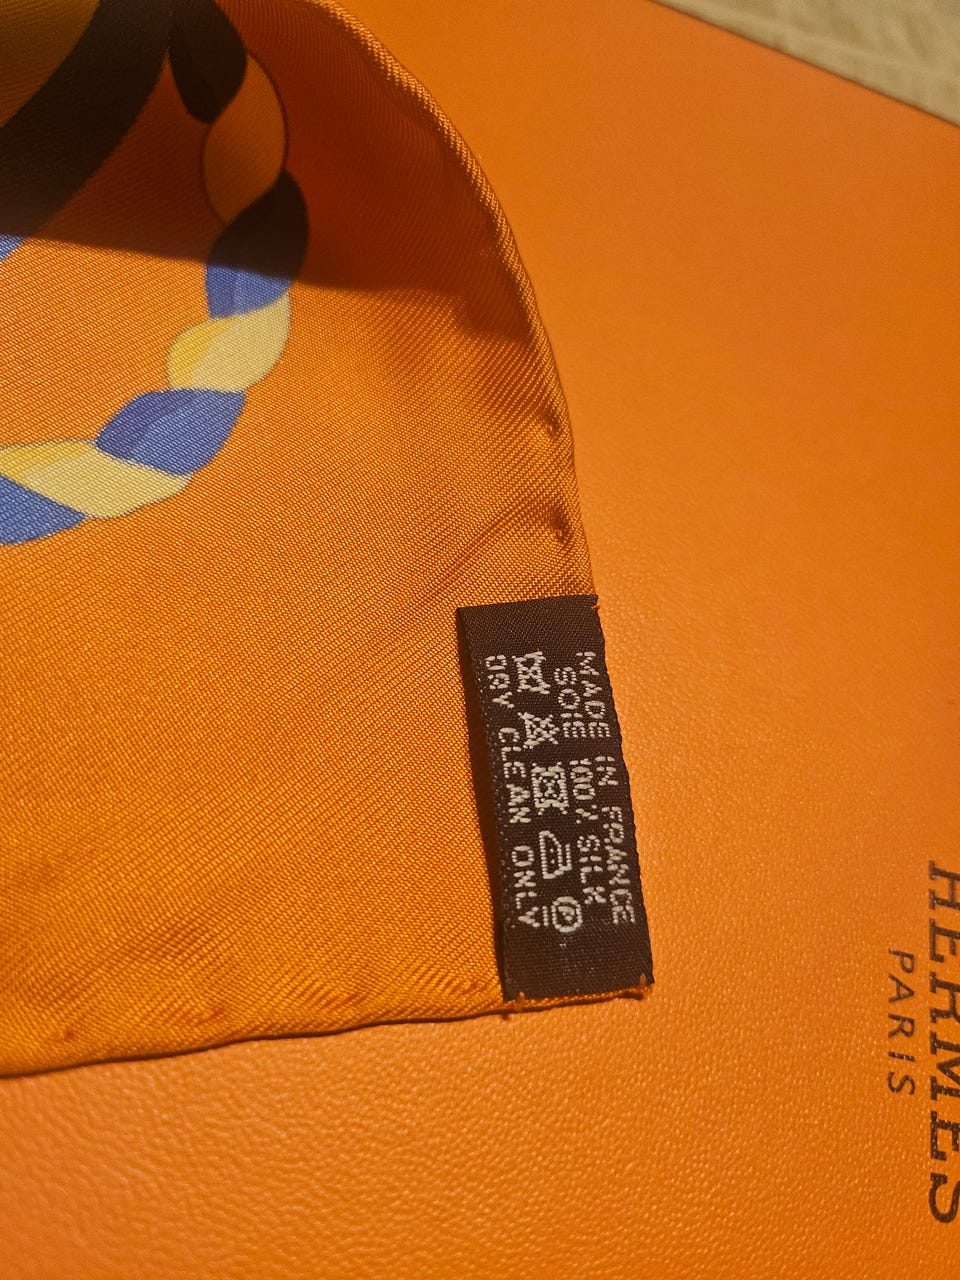 MADE IN FRANCE
SOIE 100% SILK
P
DRY CLEAN ONLY
HERMES
PARIS